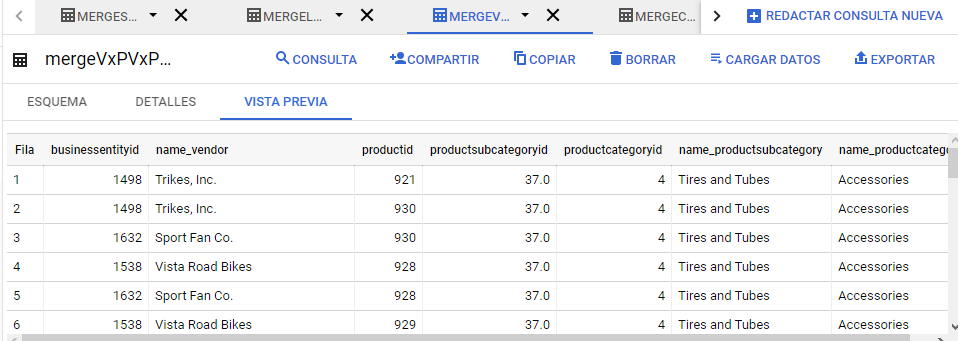 MERGES... MERGEL... MERGEV... MERGEC... REDACTAR CONSULTA NUEVA
mergeVxPVxP... CONSULTA COMPARTIR COPIAR BORRAR CARGAR DATOS EXPORTAR
ESQUEMA DETALLES VISTA PREVIA
Fila businessentityid name_vendor productid productsubcategoryid productcategoryid name_productsubcategory name_productcatego
1 1498 Trikes, Inc. 921 37.0 4 Tires and Tubes Accessories
2 1498 Trikes, Inc. 930 37.0 4 Tires and Tubes Accessories
3 1632 Sport Fan Co. 930 37.0 4 Tires and Tubes Accessories
4 1538 Vista Road Bikes 928 37.0 4 Tires and Tubes Accessories
5 1632 Sport Fan Co. 928 37.0 4 Tires and Tubes Accessories
6 1538 Vista Road Bikes 929 37.0 4 Tires and Tubes Accessories